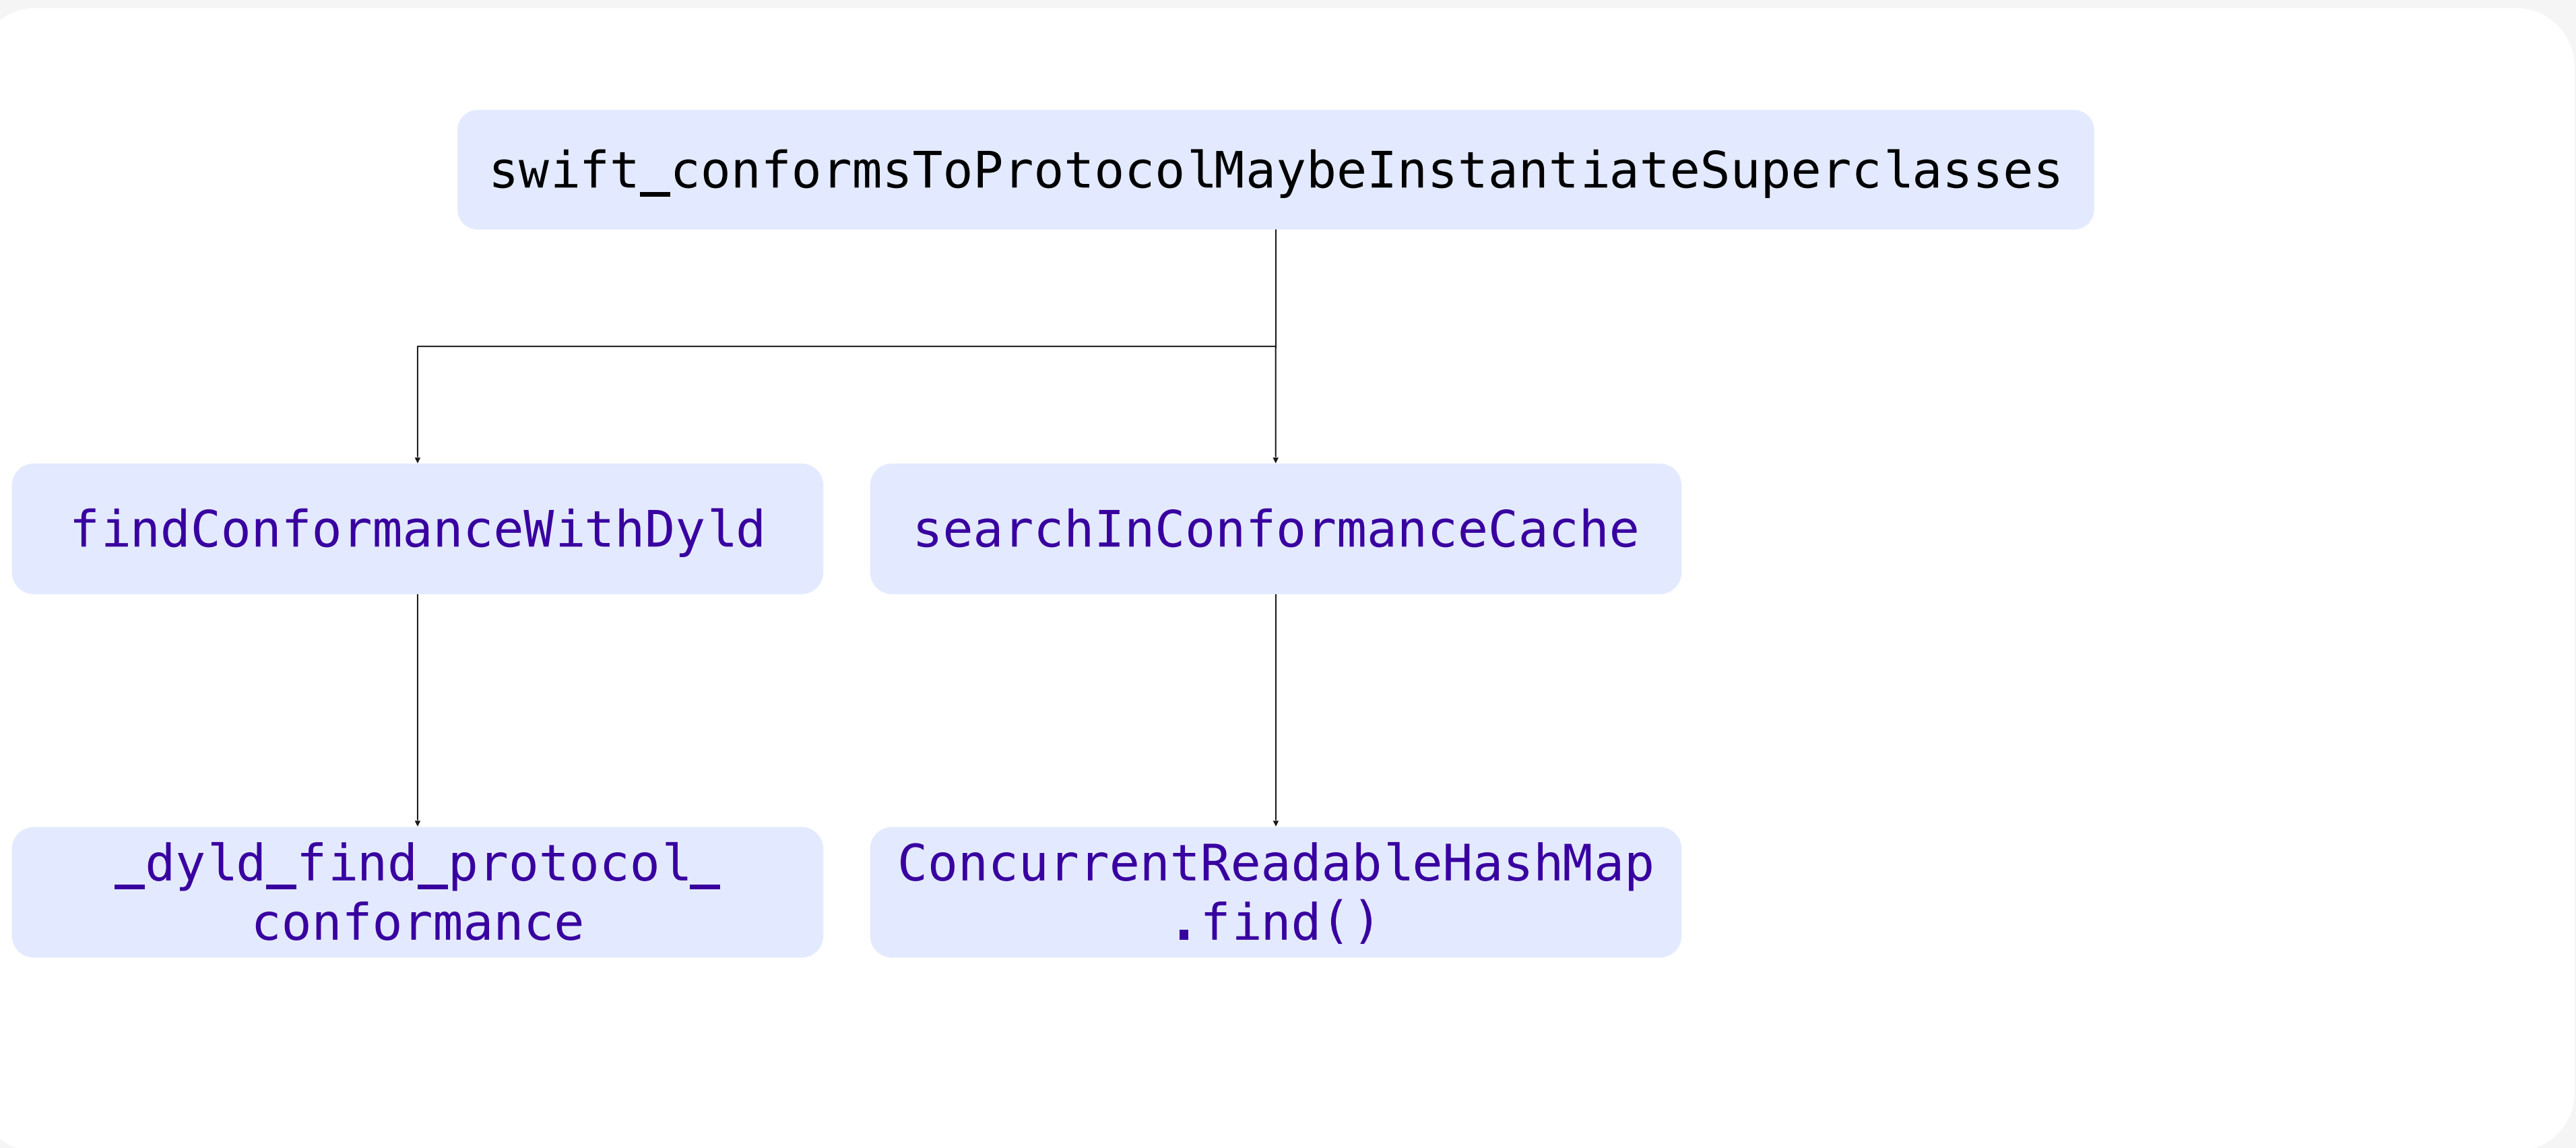 swift_conformsToProtocolMaybeInstantiateSuperclasses
findConformanceWithDyld
searchInConformanceCache
_dyld_find_protocol_
conformance
ConcurrentReadableHashMap
.find()